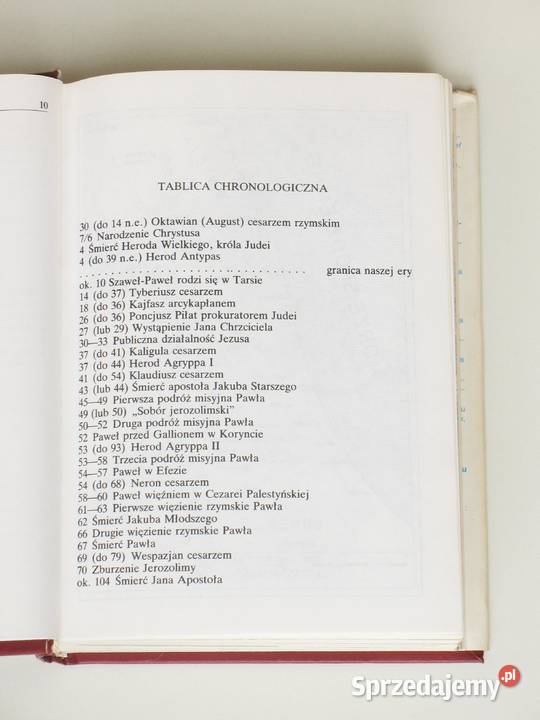 10
TABLICA CHRONOLOGICZNA
30 (do 14 n.e.) Oktawian (August) cesarzem rzymskim
7/6 Narodzenie Chrystusa
4 Śmierć Heroda Wielkiego, króla Judei
4 (do 39 n.e.) Herod Antypas
. . . . . . . . . . . . . . . . . . . . . . . . . . . . . . . . . . granica naszej ery
ok. 10 Szaweł-Paweł rodzi się w Tarsie
14 (do 37) Tyberiusz cesarzem
18 (do 36) Kajfasz arcykapłanem
26 (do 36) Poncjusz Piłat prokuratorem Judei
27 (lub 29) Wystąpienie Jana Chrzciciela
30—33 Publiczna działalność Jezusa
37 (do 41) Kaligula cesarzem
37 (do 44) Herod Agryppa I
41 (do 54) Klaudiusz cesarzem
43 (lub 44) Śmierć apostoła Jakuba Starszego
45—49 Pierwsza podróż misyjna Pawła
49 (lub 50) „Sobór jerozolimski"
50—52 Druga podróż misyjna Pawła
52 Paweł przed Gallionem w Koryncie
53 (do 93) Herod Agryppa II
53—58 Trzecia podróż misyjna Pawła
54—57 Paweł w Efezie
54 (do 68) Neron cesarzem
58—60 Paweł więźniem w Cezarei Palestyńskiej
61—63 Pierwsze więzienie rzymskie Pawła
62 Śmierć Jakuba Młodszego
66 Drugie więzienie rzymskie Pawła
67 Śmierć Pawła
69 (do 79) Wespazjan cesarzem
70 Zburzenie Jerozolimy
ok. 104 Śmierć Jana Apostoła
Sprzedajemy.pl